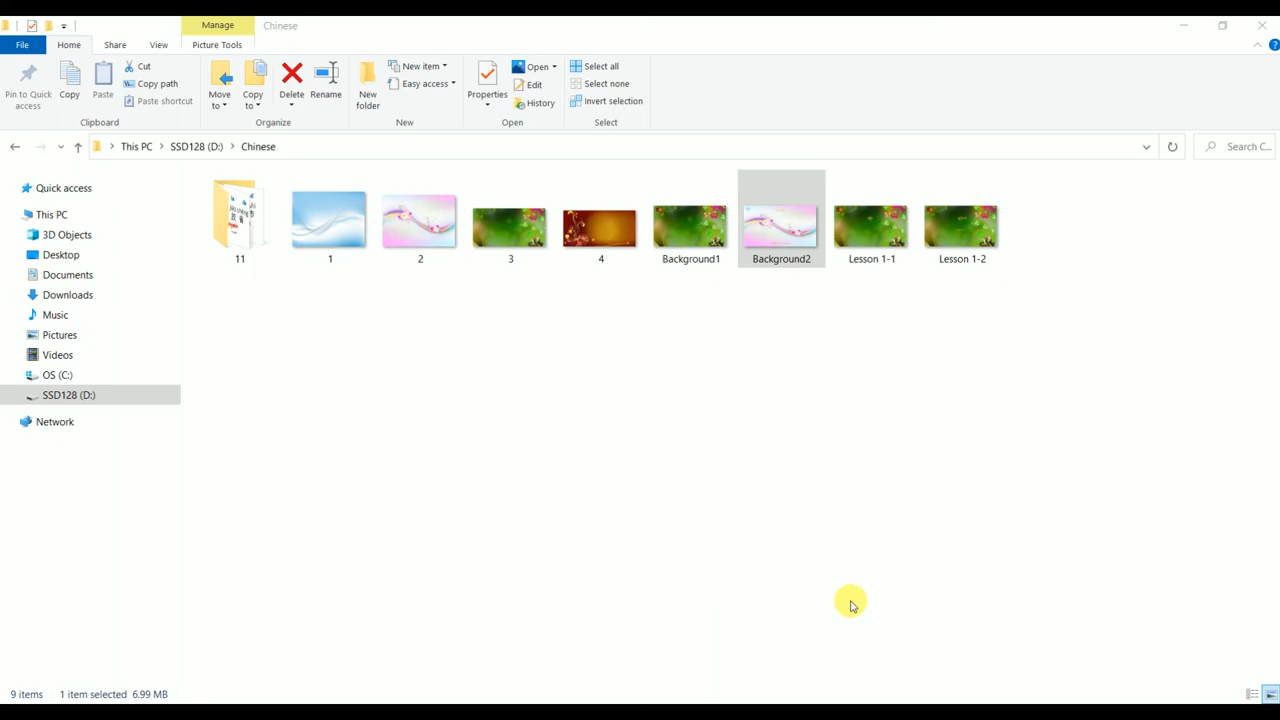 Manage
Chinese
File
Home
Share
View
Picture Tools
Pin to Quick access
Copy
Paste
Cut
Copy path
Paste shortcut
Clipboard
Move to
Copy to
Delete
Rename
Organize
New folder
New item
Easy access
New
Properties
Open
Edit
History
Open
Select all
Select none
Invert selection
Select
This PC
SSD128 (D:)
Chinese
Search C...
Quick access
This PC
3D Objects
Desktop
Documents
Downloads
Music
Pictures
Videos
OS (C:)
SSD128 (D:)
Network
11
1
2
3
4
Background1
Background2
Lesson 1-1
Lesson 1-2
9 items
1 item selected 6.99 MB